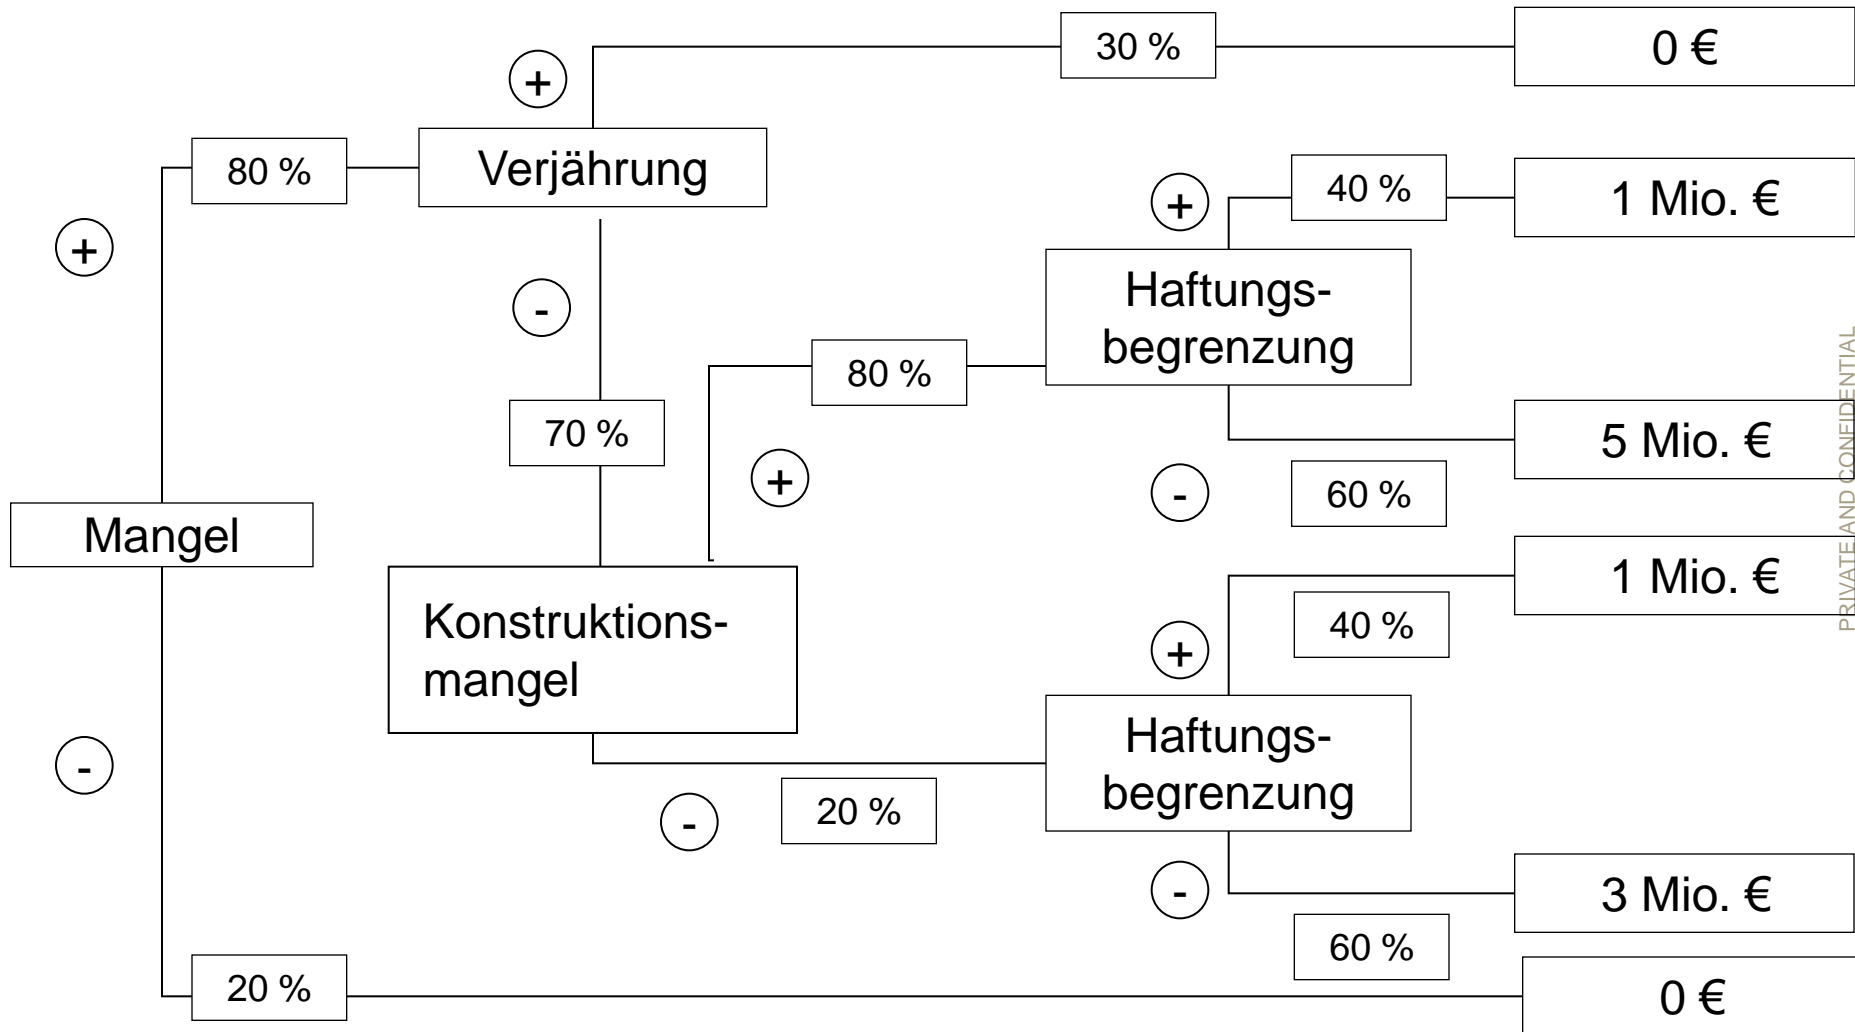 30 %
0 €
+
80 %
Verjährung
+
40 %
1 Mio. €
+
Haftungs-
begrenzung
-
80 %
70 %
5 Mio. €
+
-
60 %
Mangel
1 Mio. €
40 %
Konstruktions-
mangel
+
Haftungs-
begrenzung
-
20 %
-
-
3 Mio. €
60 %
20 %
0 €
PRIVATE AND CONFIDENTIAL